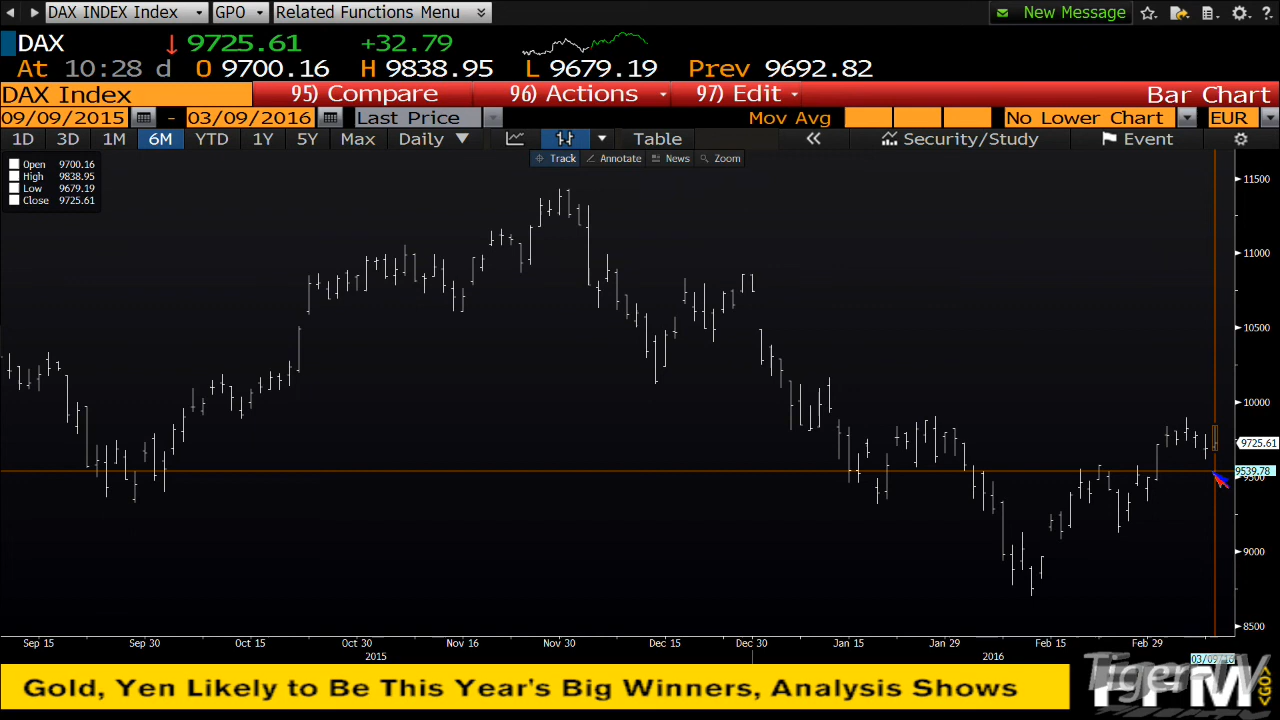 DAX INDEX Index GPO Related Functions Menu New Message
DAX 9725.61 +32.79
At 10:28 d O 9700.16 H 9838.95 L 9679.19 Prev 9692.82
DAX Index 95) Compare 96) Actions 97) Edit Bar Chart
09/09/2015 - 03/09/2016 Last Price Mov Avg No Lower Chart EUR
1D 3D 1M 6M YTD 1Y 5Y Max Daily Table Security/Study Event
Track Annotate News Zoom
Open 9700.16
High 9838.95
Low 9679.19
Close 9725.61
11500
11000
10500
10000
9725.61
9539.78
9500
9000
8500
Sep 15 Sep 30 Oct 15 Oct 30 Nov 16 Nov 30 Dec 15 Dec 30 Jan 15 Jan 29 Feb 15 Feb 29
2015 2016 03/09/16
Gold, Yen Likely to Be This Year's Big Winners, Analysis Shows
TigerTV
TFM
<GO>